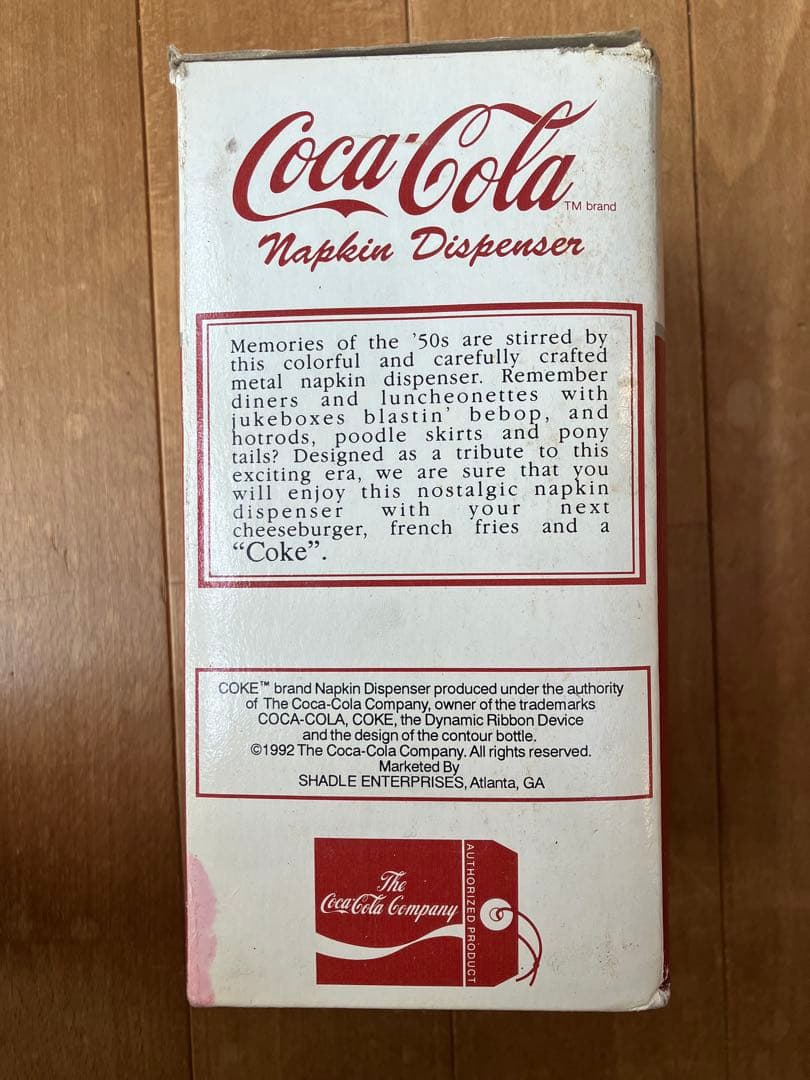 Coca-Cola
TM brand
Napkin Dispenser
Memories of the '50s are stirred by
this colorful and carefully crafted
metal napkin dispenser. Remember
diners and luncheonettes with
jukeboxes blastin' bebop, and
hotrods, poodle skirts and pony
tails? Designed as a tribute to this
exciting era, we are sure that you
will enjoy this nostalgic napkin
dispenser with your next
cheeseburger, french fries and a
“Coke”.
COKE™ brand Napkin Dispenser produced under the authority
of The Coca-Cola Company, owner of the trademarks
COCA-COLA, COKE, the Dynamic Ribbon Device
and the design of the contour bottle.
©1992 The Coca-Cola Company. All rights reserved.
Marketed By
SHADLE ENTERPRISES, Atlanta, GA
The
Coca-Cola Company
AUTHORIZED PRODUCT